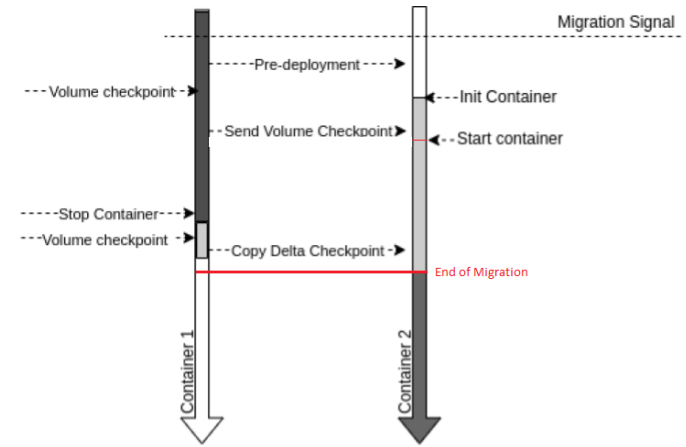 Migration Signal
Pre-deployment
Volume checkpoint
Init Container
Send Volume Checkpoint
Start container
Stop Container
Volume checkpoint
Copy Delta Checkpoint
End of Migration
Container 1
Container 2